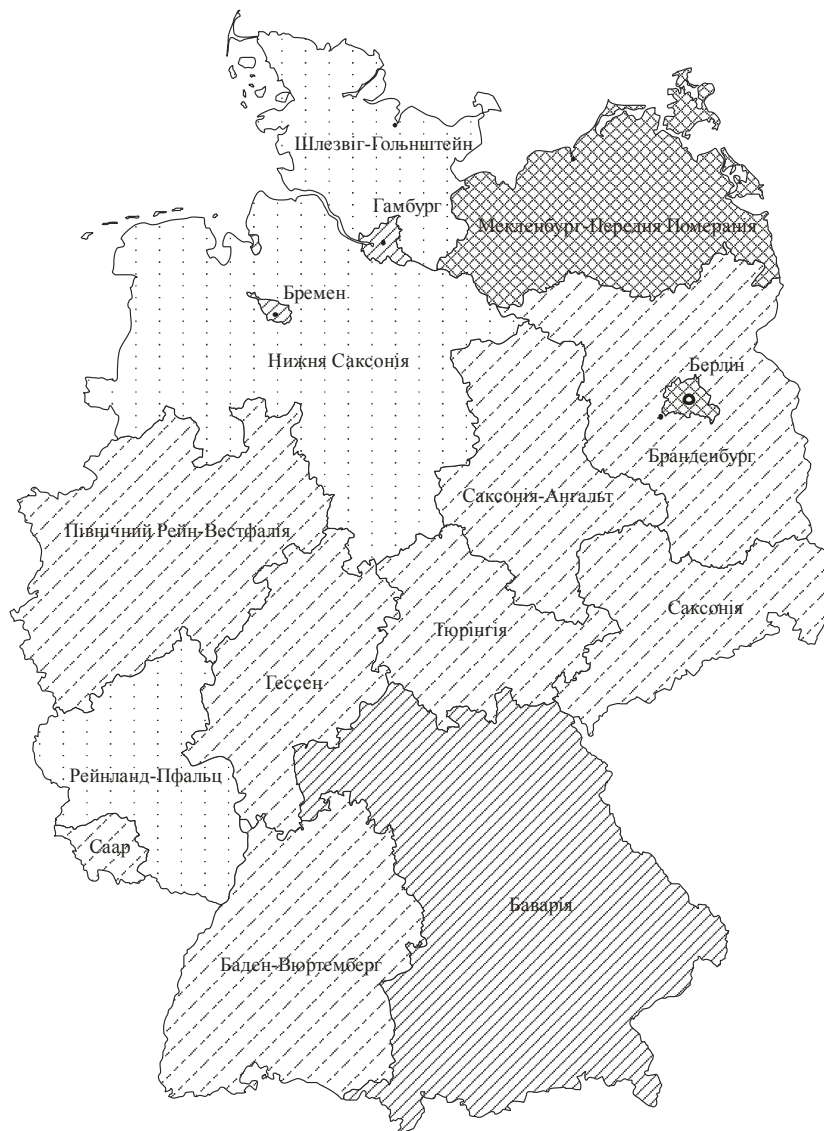 Шлезвіг-Гольнштейн
Гамбург
Мекленбург-Передня Померанія
Бремен
Нижня Саксонія
Берлін
Бранденбург
Саксонія-Ангальт
Північний Рейн-Вестфалія
Саксонія
Тюрінгія
Гессен
Рейнланд-Пфальц
Саар
Баварія
Баден-Вюртемберг